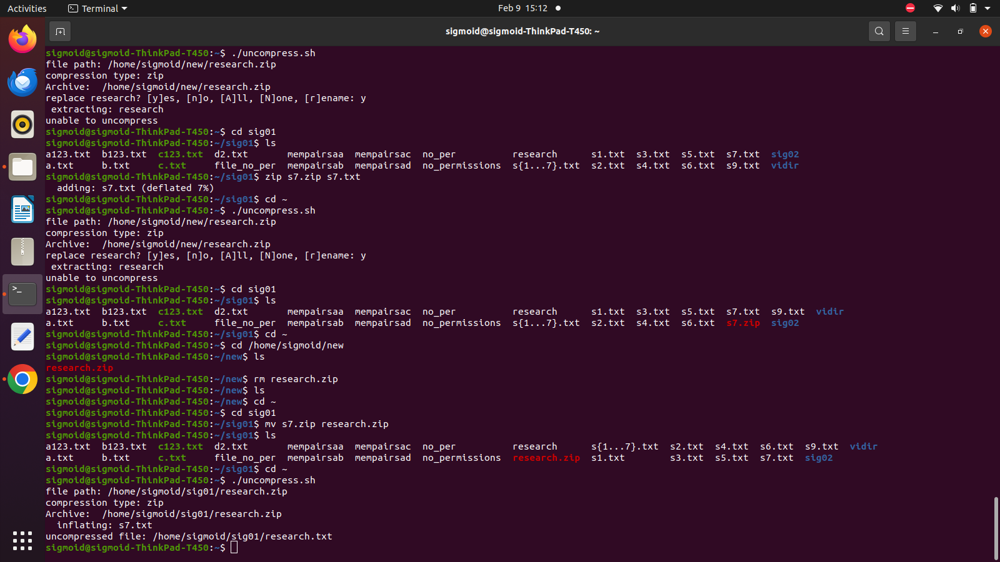 Activities
Terminal
Feb 9 15:12
sigmoid@sigmoid-ThinkPad-T450: ~
sigmoid@sigmoid-ThinkPad-T450:~$ ./uncompress.sh
file path: /home/sigmoid/new/research.zip
compression type: zip
Archive:  /home/sigmoid/new/research.zip
replace research? [y]es, [n]o, [A]ll, [N]one, [r]ename: y
 extracting: research
unable to uncompress
sigmoid@sigmoid-ThinkPad-T450:~$ cd sig01
sigmoid@sigmoid-ThinkPad-T450:~/sig01$ ls
a123.txt  b123.txt  c123.txt  d2.txt       mempairsaa  mempairsac  no_per          research      s1.txt  s3.txt  s5.txt  s7.txt  sig02
a.txt     b.txt     c.txt     file_no_per  mempairsab  mempairsad  no_permissions  s{1...7}.txt  s2.txt  s4.txt  s6.txt  s9.txt  vidir
sigmoid@sigmoid-ThinkPad-T450:~/sig01$ zip s7.zip s7.txt
  adding: s7.txt (deflated 7%)
sigmoid@sigmoid-ThinkPad-T450:~/sig01$ cd ~
sigmoid@sigmoid-ThinkPad-T450:~$ ./uncompress.sh
file path: /home/sigmoid/new/research.zip
compression type: zip
Archive:  /home/sigmoid/new/research.zip
replace research? [y]es, [n]o, [A]ll, [N]one, [r]ename: y
 extracting: research
unable to uncompress
sigmoid@sigmoid-ThinkPad-T450:~$ cd sig01
sigmoid@sigmoid-ThinkPad-T450:~/sig01$ ls
a123.txt  b123.txt  c123.txt  d2.txt       mempairsaa  mempairsac  no_per          research      s1.txt  s3.txt  s5.txt  s7.txt  s9.txt  vidir
a.txt     b.txt     c.txt     file_no_per  mempairsab  mempairsad  no_permissions  s{1...7}.txt  s2.txt  s4.txt  s6.txt  s7.zip  sig02
sigmoid@sigmoid-ThinkPad-T450:~/sig01$ cd ~
sigmoid@sigmoid-ThinkPad-T450:~$ cd /home/sigmoid/new
sigmoid@sigmoid-ThinkPad-T450:~/new$ ls
research.zip
sigmoid@sigmoid-ThinkPad-T450:~/new$ rm research.zip
sigmoid@sigmoid-ThinkPad-T450:~/new$ ls
sigmoid@sigmoid-ThinkPad-T450:~/new$ cd ~
sigmoid@sigmoid-ThinkPad-T450:~$ cd sig01
sigmoid@sigmoid-ThinkPad-T450:~/sig01$ mv s7.zip research.zip
sigmoid@sigmoid-ThinkPad-T450:~/sig01$ ls
a123.txt  b123.txt  c123.txt  d2.txt       mempairsaa  mempairsac  no_per          research      s{1...7}.txt  s2.txt  s4.txt  s6.txt  s9.txt  vidir
a.txt     b.txt     c.txt     file_no_per  mempairsab  mempairsad  no_permissions  research.zip  s1.txt        s3.txt  s5.txt  s7.txt  sig02
sigmoid@sigmoid-ThinkPad-T450:~/sig01$ cd ~
sigmoid@sigmoid-ThinkPad-T450:~$ ./uncompress.sh
file path: /home/sigmoid/sig01/research.zip
compression type: zip
Archive:  /home/sigmoid/sig01/research.zip
  inflating: s7.txt
uncompressed file: /home/sigmoid/sig01/research.txt
sigmoid@sigmoid-ThinkPad-T450:~$